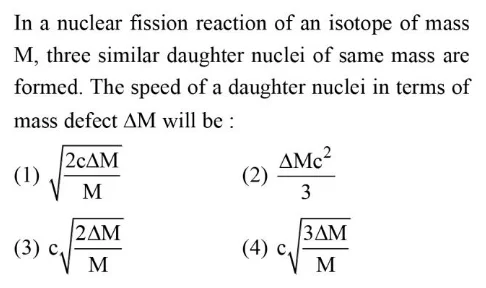 In a nuclear fission reaction of an isotope of mass
M, three similar daughter nuclei of same mass are
formed. The speed of a daughter nuclei in terms of
mass defect ΔM will be :
(1) √(2cΔM/M) (2) ΔMc²/3
(3) c√(2ΔM/M) (4) c√(3ΔM/M)